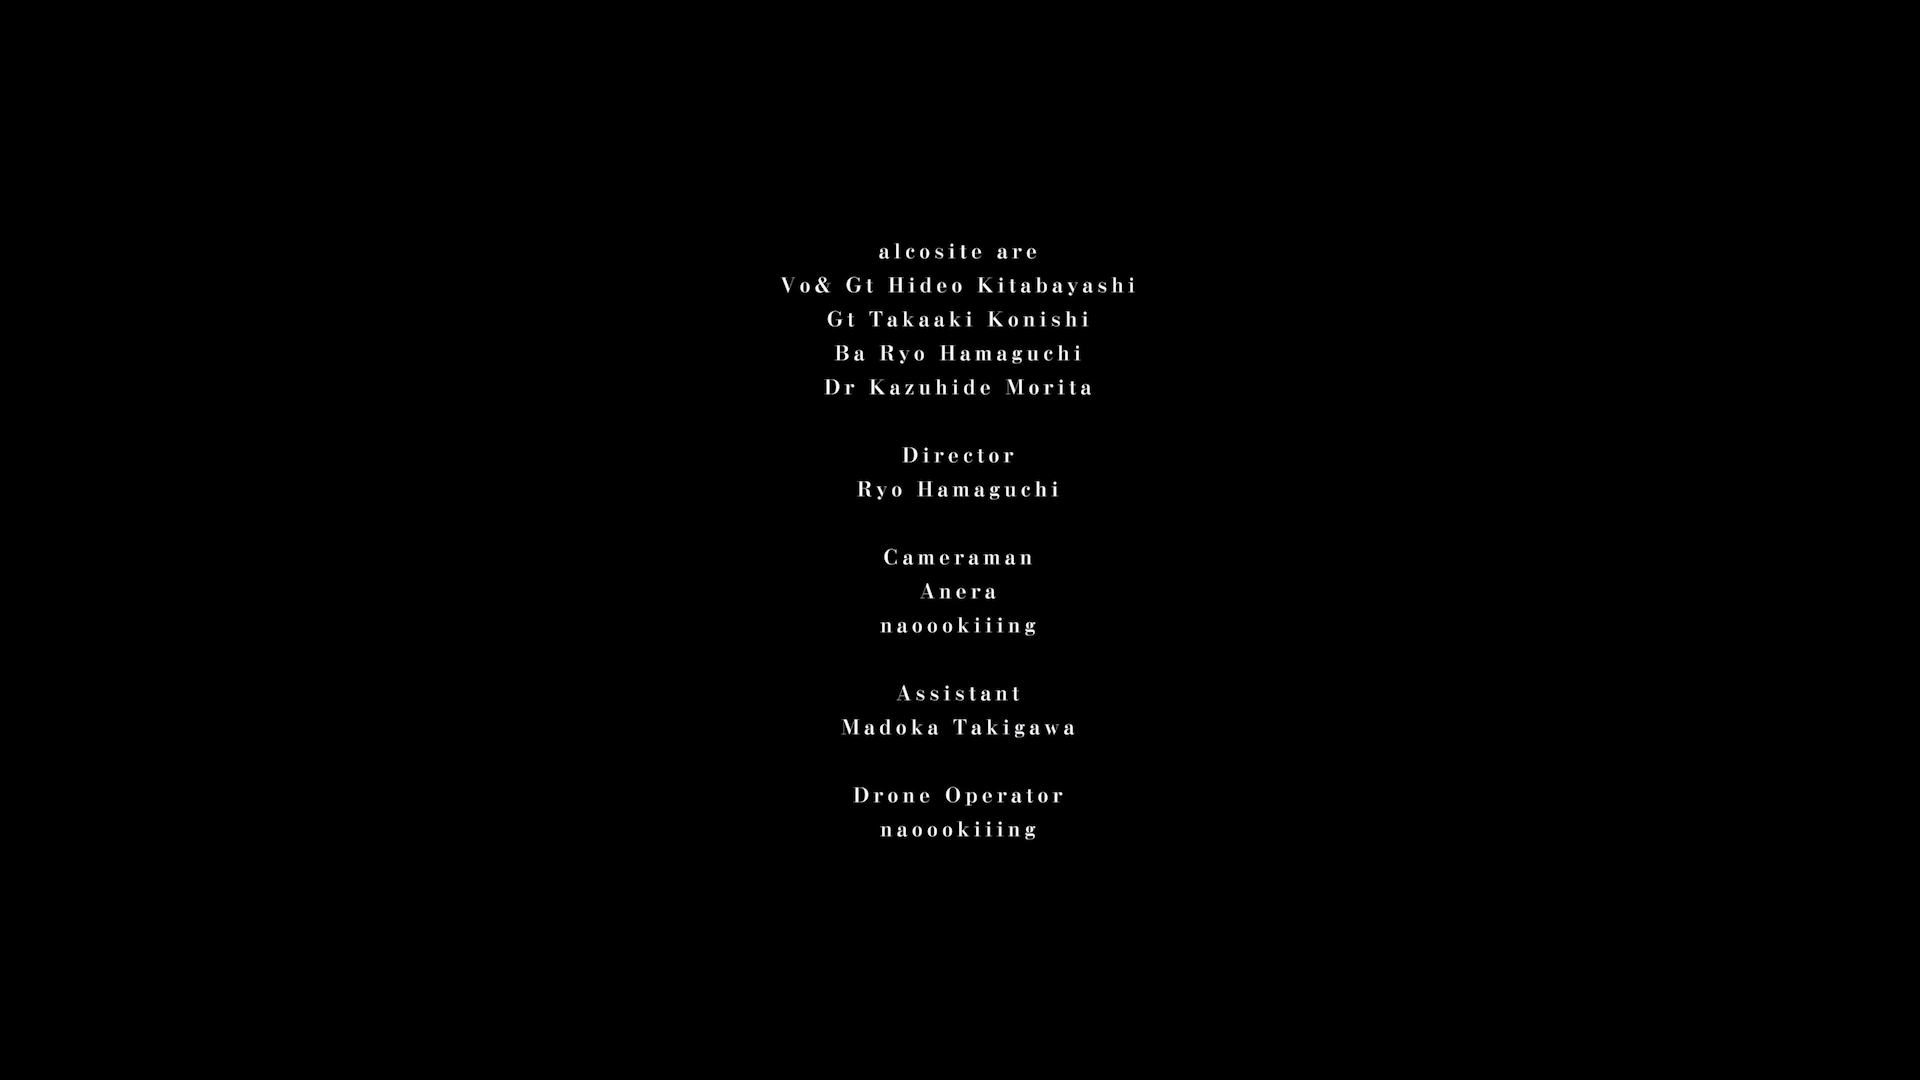 alcosite are
Vo& Gt Hideo Kitabayashi
Gt Takaaki Konishi
Ba Ryo Hamaguchi
Dr Kazuhide Morita
Director
Ryo Hamaguchi
Cameraman
Anera
naoookiiing
Assistant
Madoka Takigawa
Drone Operator
naoookiiing